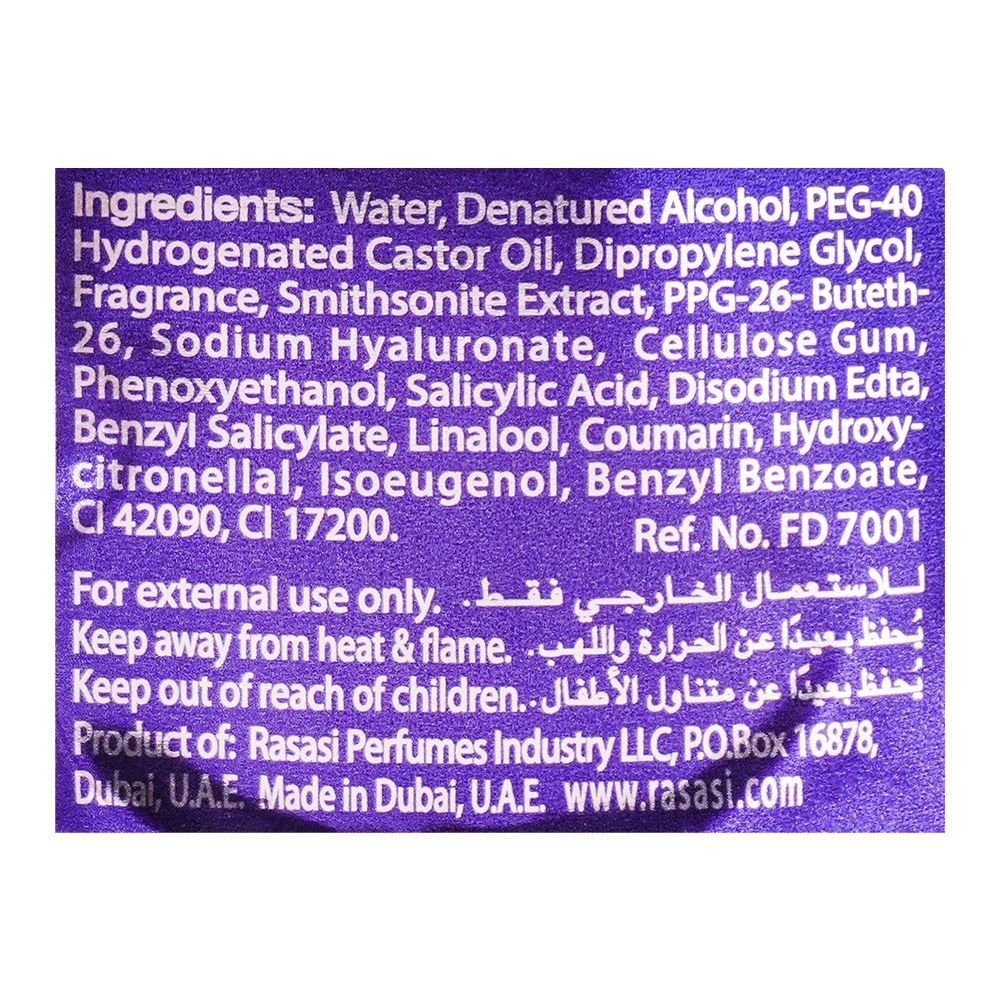 Ingredients: Water, Denatured Alcohol, PEG-40
Hydrogenated Castor Oil, Dipropylene Glycol,
Fragrance, Smithsonite Extract, PPG-26- Buteth-
26, Sodium Hyaluronate, Cellulose Gum,
Phenoxyethanol, Salicylic Acid, Disodium Edta,
Benzyl Salicylate, Linalool, Coumarin, Hydroxy-
citronellal, Isoeugenol, Benzyl Benzoate,
CI 42090, CI 17200. Ref. No. FD 7001
For external use only. للاستعمال الخارجي فقط.
Keep away from heat & flame. يُحفظ بعيدًا عن الحرارة واللهب.
Keep out of reach of children. يُحفظ بعيدًا عن متناول الأطفال.
Product of: Rasasi Perfumes Industry LLC, P.O.Box 16878,
Dubai, U.A.E. Made in Dubai, U.A.E. www.rasasi.com